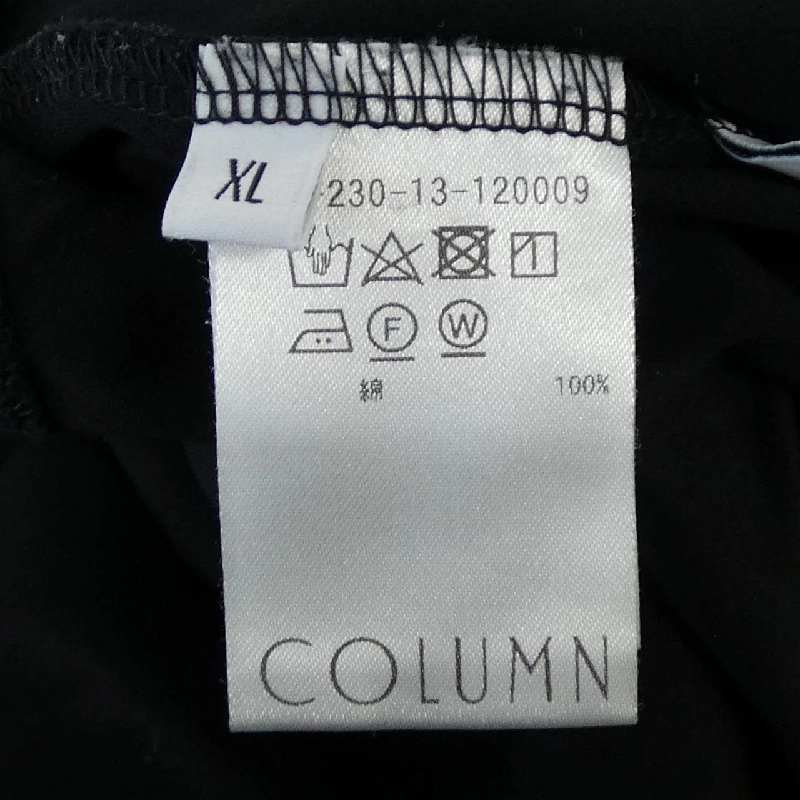 XL
230-13-120009
F W
綿 100%
COLUMN